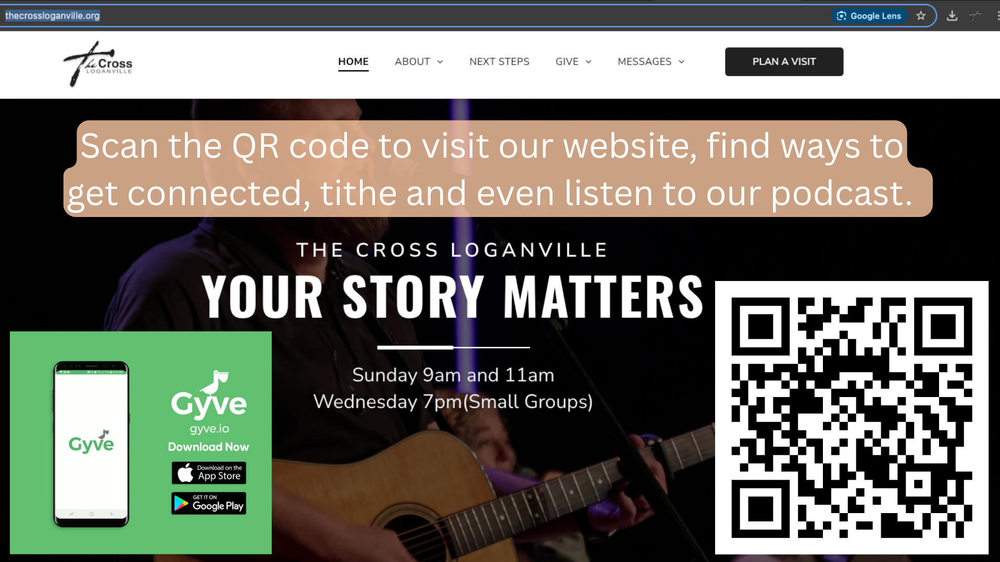 thecrossloganville.org
Google Lens
The Cross
LOGANVILLE
HOME
ABOUT
NEXT STEPS
GIVE
MESSAGES
PLAN A VISIT
Scan the QR code to visit our website, find ways to
get connected, tithe and even listen to our podcast.
THE CROSS LOGANVILLE
YOUR STORY MATTERS
Sunday 9am and 11am
Wednesday 7pm(Small Groups)
Gyve
Gyve
gyve.io
Download Now
Download on the
App Store
GET IT ON
Google Play